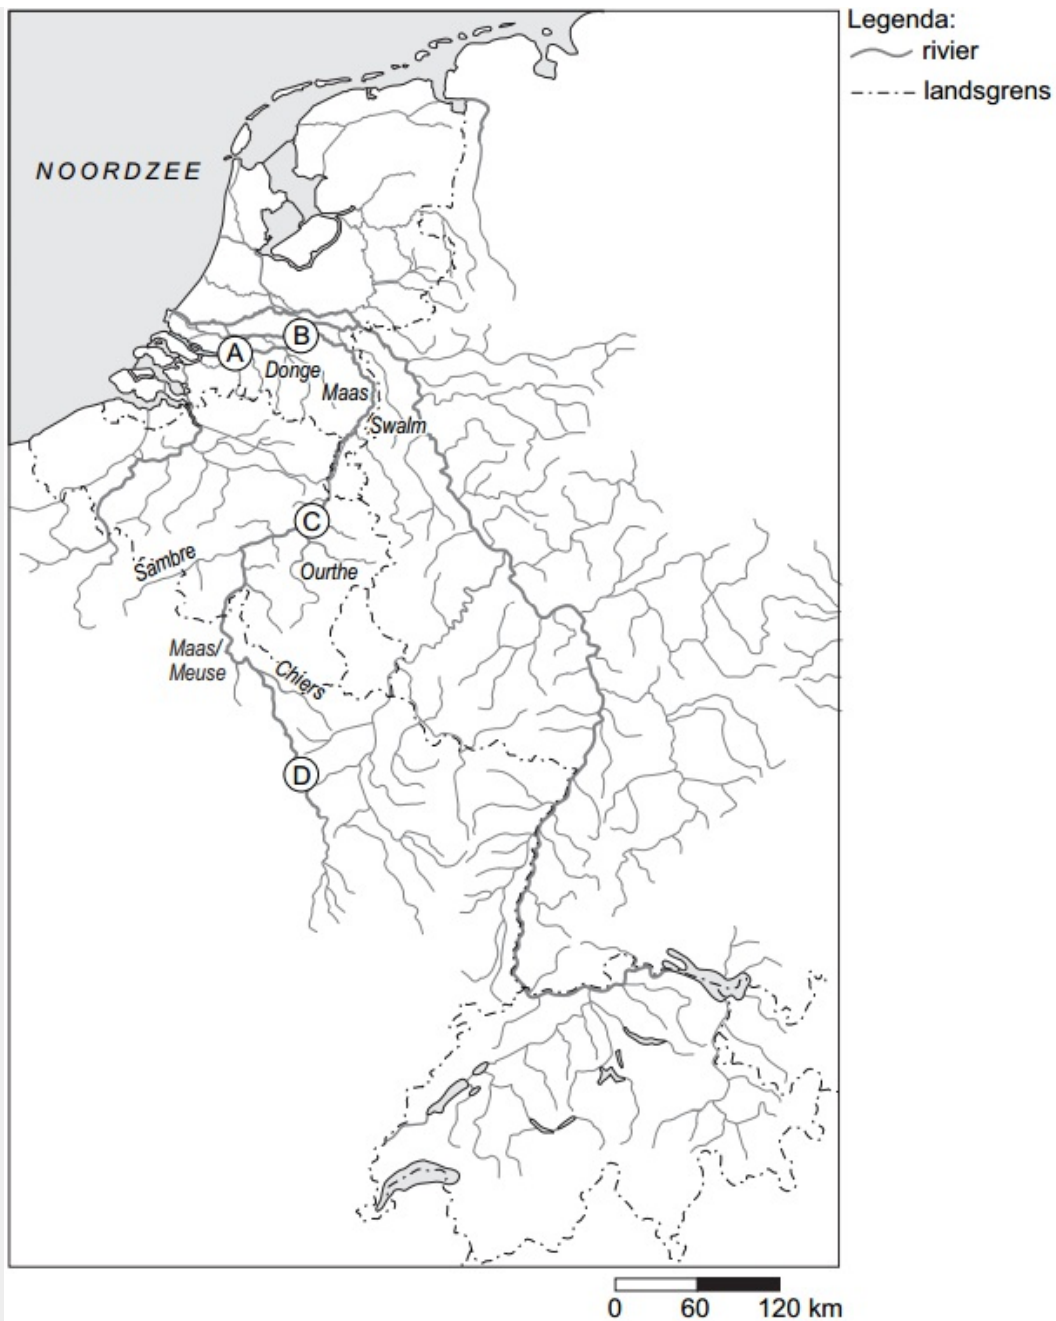 Legenda:
rivier
landsgrens
NOORDZEE
B
A
Donge
Maas
Swalm
C
Sambre
Ourthe
Maas/
Meuse
Chiers
D
0 60 120 km